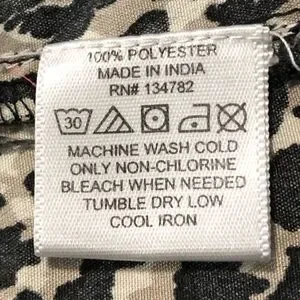 100% POLYESTER
MADE IN INDIA
RN# 134782
30
MACHINE WASH COLD
ONLY NON-CHLORINE
BLEACH WHEN NEEDED
TUMBLE DRY LOW
COOL IRON